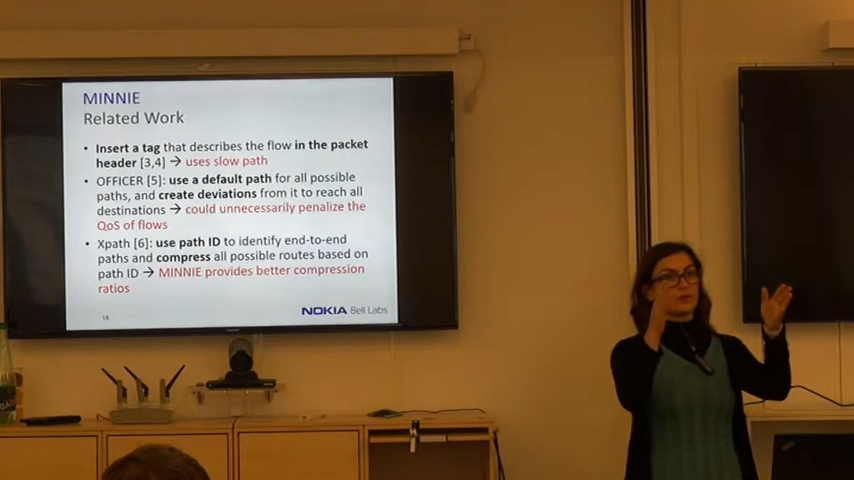 MINNIE
Related Work
• Insert a tag that describes the flow in the packet
header [3,4] → uses slow path
• OFFICER [5]: use a default path for all possible
paths, and create deviations from it to reach all
destinations → could unnecessarily penalize the
QoS of flows
• Xpath [6]: use path ID to identify end-to-end
paths and compress all possible routes based on
path ID → MINNIE provides better compression
ratios
16
NOKIA Bell Labs